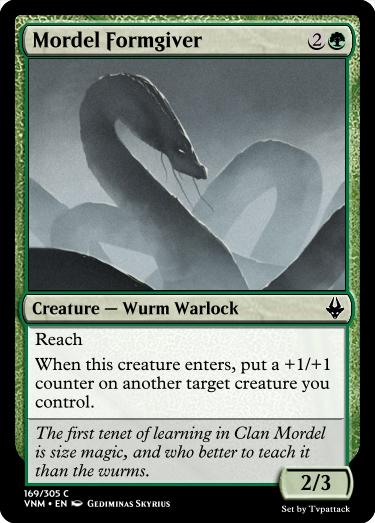 Mordel Formgiver 2
Creature — Wurm Warlock
Reach
When this creature enters, put a +1/+1
counter on another target creature you
control.
The first tenet of learning in Clan Mordel
is size magic, and who better to teach it
than the wurms.
2/3
169/305 C
VNM • EN Gediminas Skyrius
Set by Tvpattack